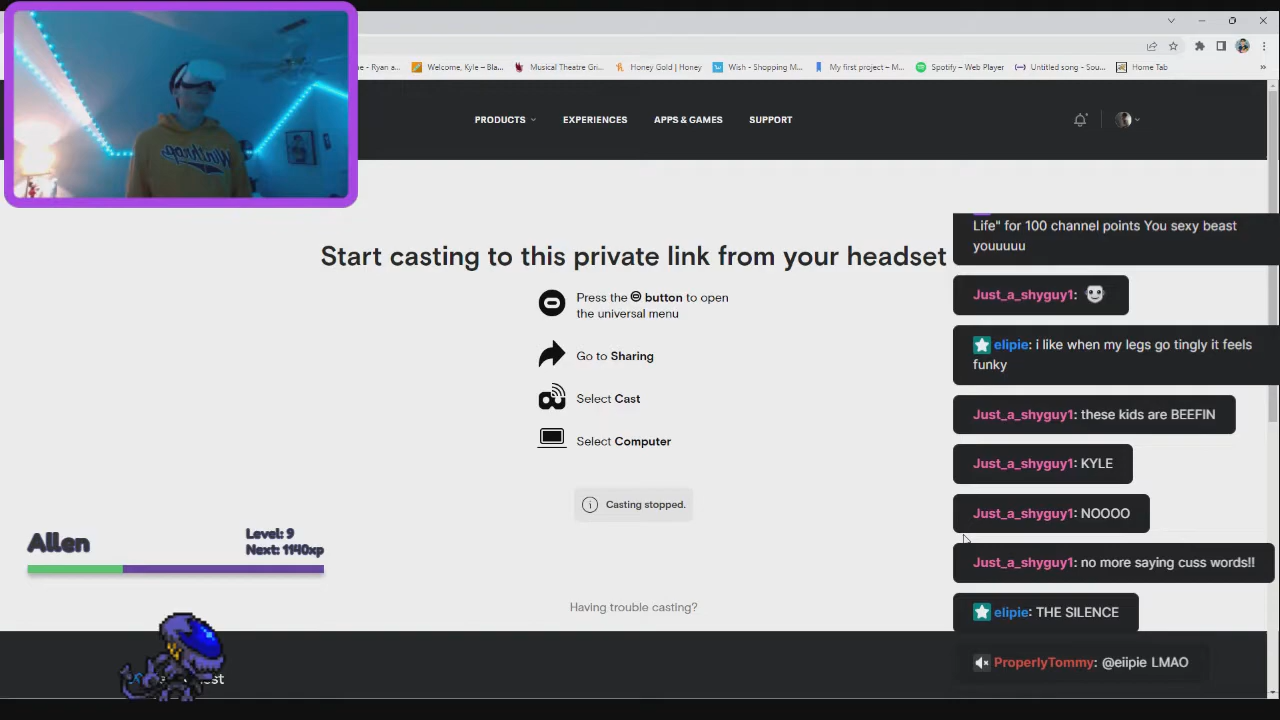 ne - Ryan a...
Welcome, Kyle – Bla...
Musical Theatre Gri...
Honey Gold | Honey
Wish - Shopping M...
My first project – M...
Spotify – Web Player
Untitled song - Sou...
Home Tab
»
PRODUCTS
EXPERIENCES
APPS & GAMES
SUPPORT
Winthrop
Start casting to this private link from your headset
Press the button to open
the universal menu
Go to Sharing
Select Cast
Select Computer
Casting stopped.
Having trouble casting?
Allen
Level: 9
Next: 1140xp
Life" for 100 channel points You sexy beast
youuuuu
Just_a_shyguy1:
elipie: i like when my legs go tingly it feels
funky
Just_a_shyguy1: these kids are BEEFIN
Just_a_shyguy1: KYLE
Just_a_shyguy1: NOOOO
Just_a_shyguy1: no more saying cuss words!!
elipie: THE SILENCE
ProperlyTommy: @eiipie LMAO